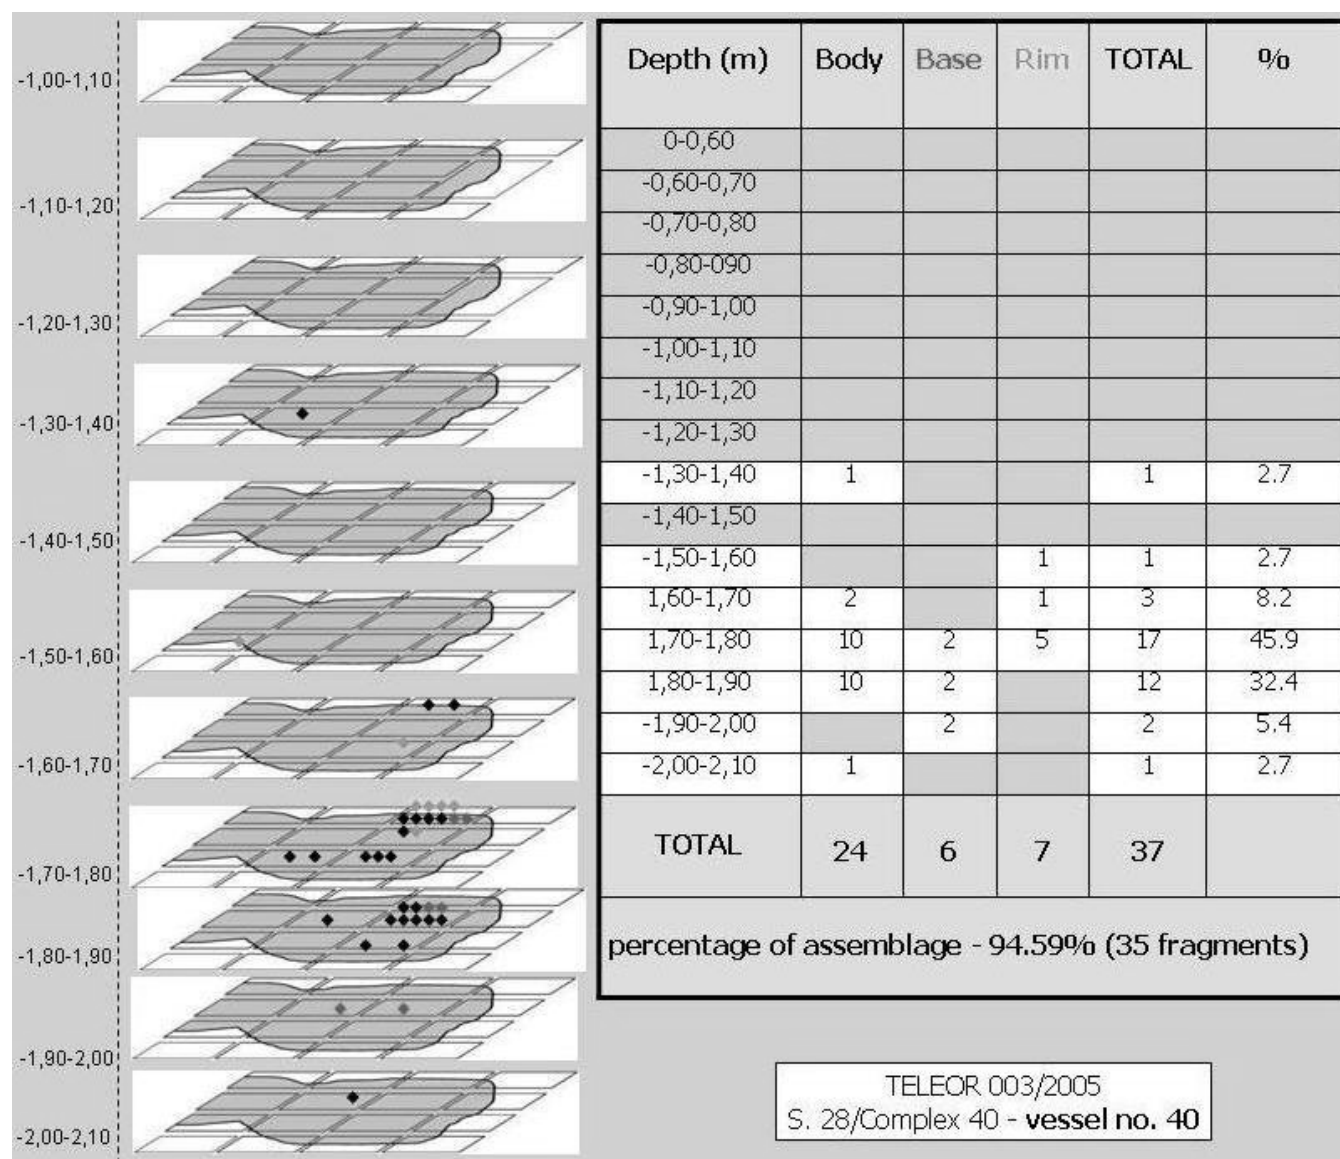 -1,00-1,10
-1,10-1,20
-1,20-1,30
-1,30-1,40
-1,40-1,50
-1,50-1,60
-1,60-1,70
-1,70-1,80
-1,80-1,90
-1,90-2,00
-2,00-2,10
Depth (m) Body Base Rim TOTAL %
0-0,60
-0,60-0,70
-0,70-0,80
-0,80-090
-0,90-1,00
-1,00-1,10
-1,10-1,20
-1,20-1,30
-1,30-1,40 1 1 2.7
-1,40-1,50
-1,50-1,60 1 1 2.7
1,60-1,70 2 1 3 8.2
1,70-1,80 10 2 5 17 45.9
1,80-1,90 10 2 12 32.4
-1,90-2,00 2 2 5.4
-2,00-2,10 1 1 2.7
TOTAL 24 6 7 37
percentage of assemblage - 94.59% (35 fragments)
TELEOR 003/2005
S. 28/Complex 40 - vessel no. 40